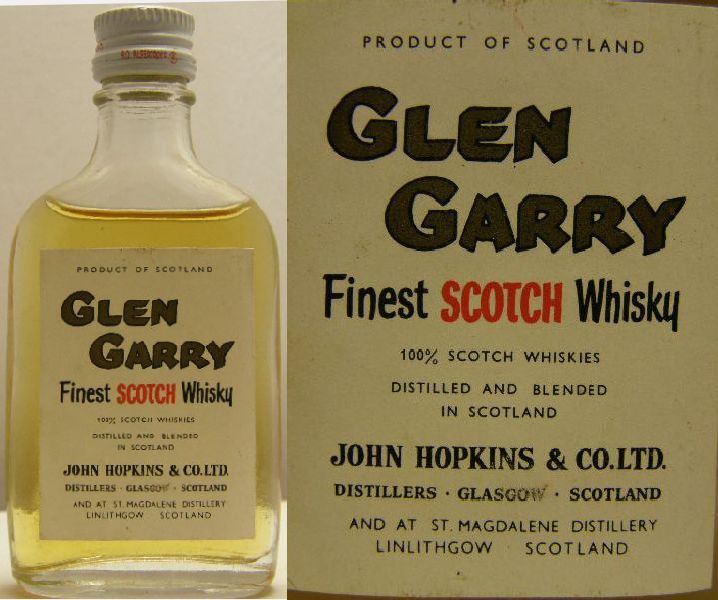 PRODUCT OF SCOTLAND
GLEN
GARRY
Finest SCOTCH Whisky
100% SCOTCH WHISKIES
DISTILLED AND BLENDED
IN SCOTLAND
JOHN HOPKINS & CO. LTD.
DISTILLERS · GLASGOW · SCOTLAND
AND AT ST. MAGDALENE DISTILLERY
LINLITHGOW SCOTLAND
PRODUCT OF SCOTLAND
GLEN
GARRY
Finest SCOTCH Whisky
100% SCOTCH WHISKIES
DISTILLED AND BLENDED
IN SCOTLAND
JOHN HOPKINS & CO. LTD.
DISTILLERS · GLASGOW · SCOTLAND
AND AT ST. MAGDALENE DISTILLERY
LINLITHGOW · SCOTLAND